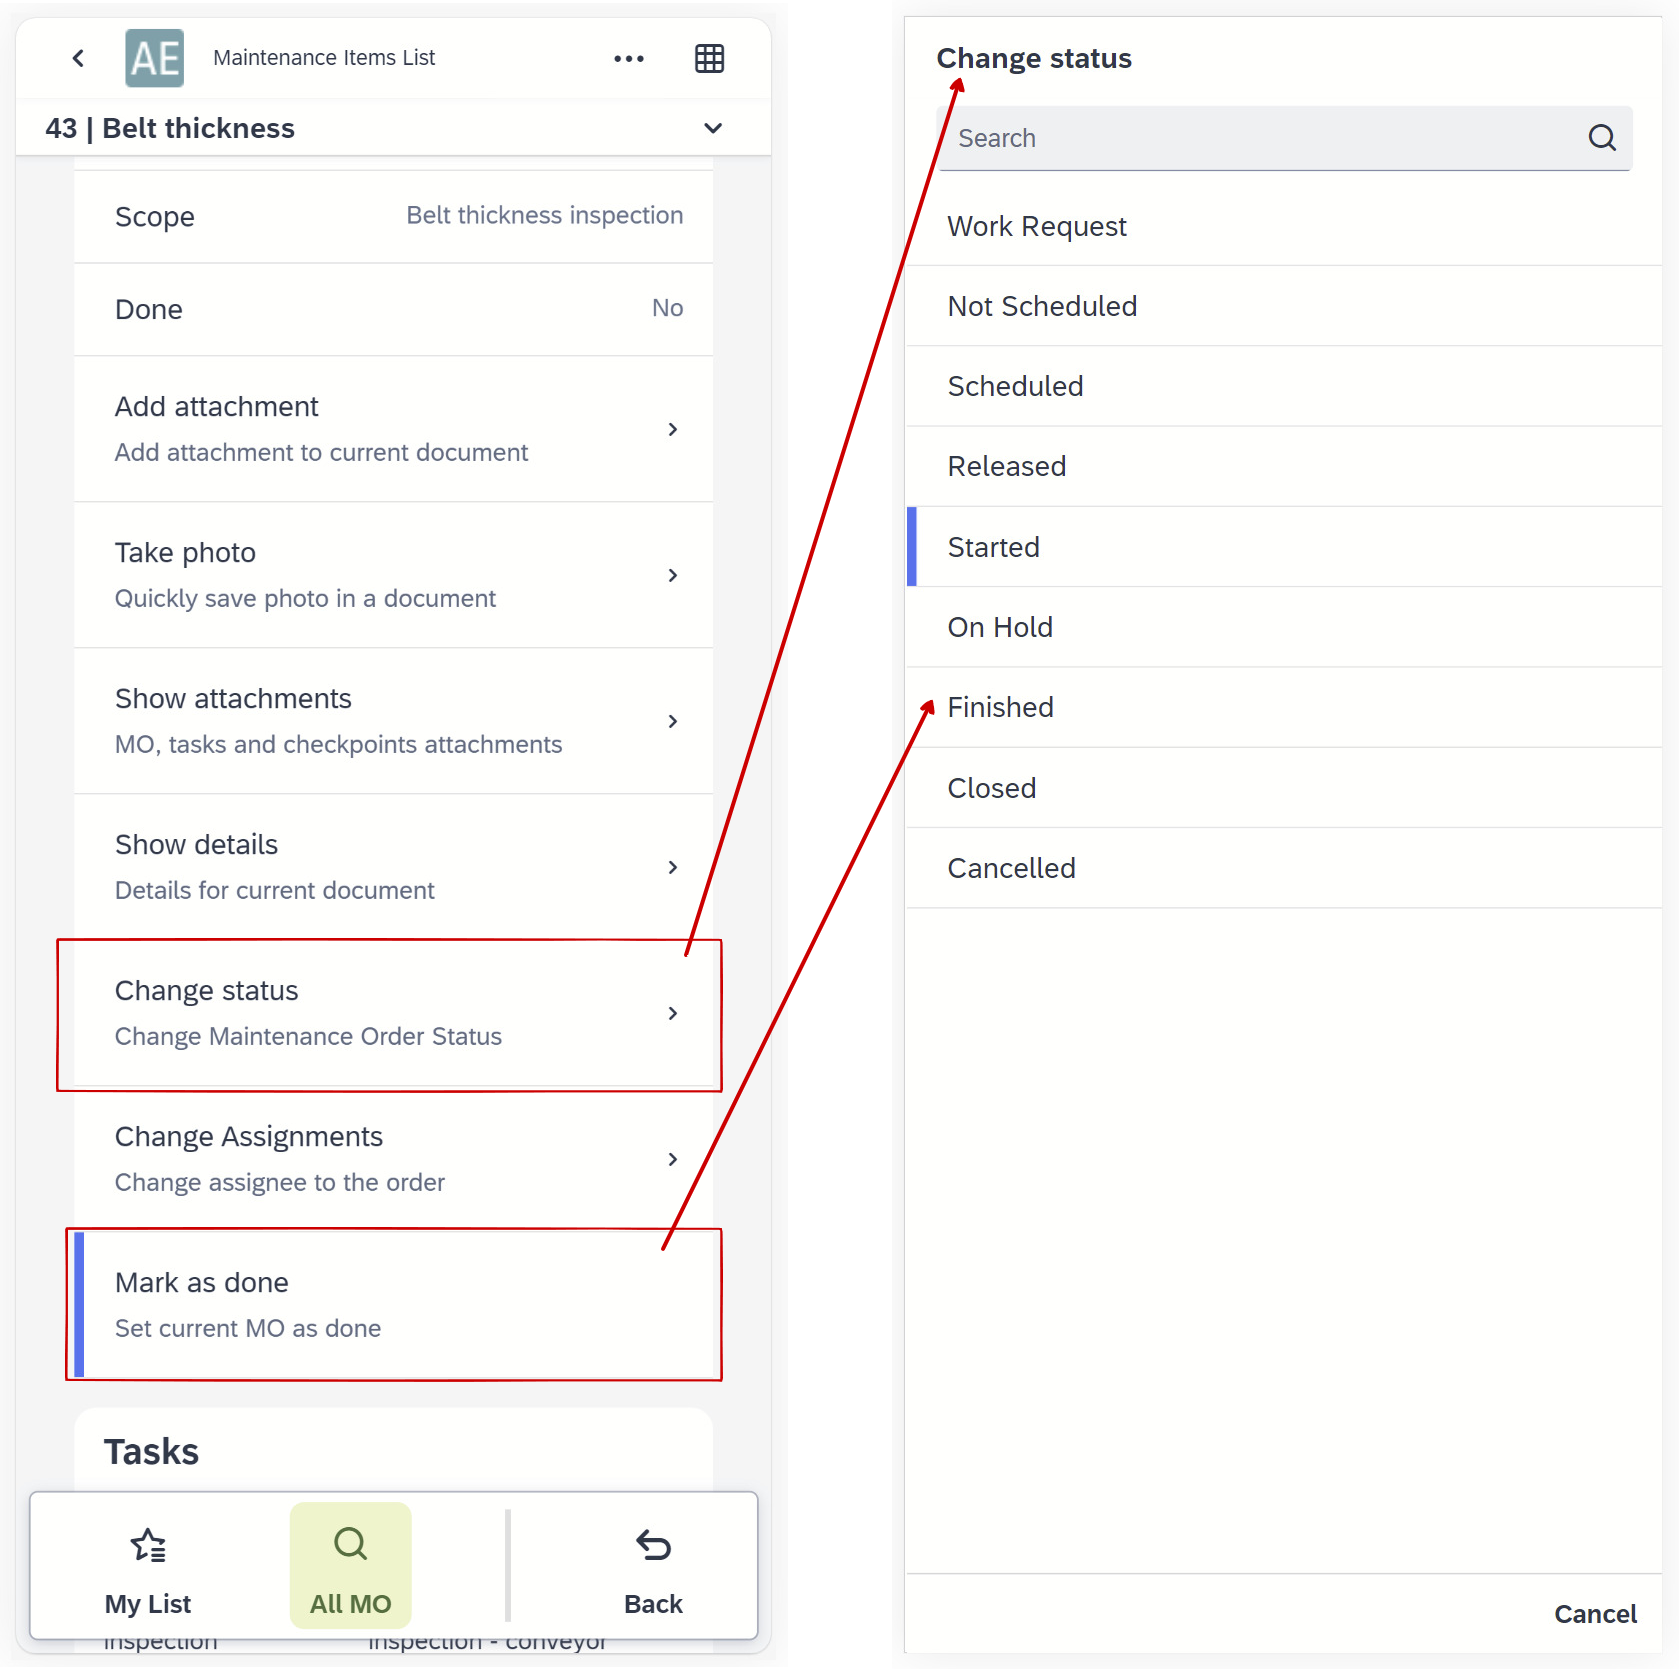 AE
Maintenance Items List
43 | Belt thickness
Scope
Belt thickness inspection
Done
No
Add attachment
Add attachment to current document
Take photo
Quickly save photo in a document
Show attachments
MO, tasks and checkpoints attachments
Show details
Details for current document
Change status
Change Maintenance Order Status
Change Assignments
Change assignee to the order
Mark as done
Set current MO as done
Tasks
My List
All MO
Back
inspection
inspection - conveyor
Change status
Search
Work Request
Not Scheduled
Scheduled
Released
Started
On Hold
Finished
Closed
Cancelled
Cancel